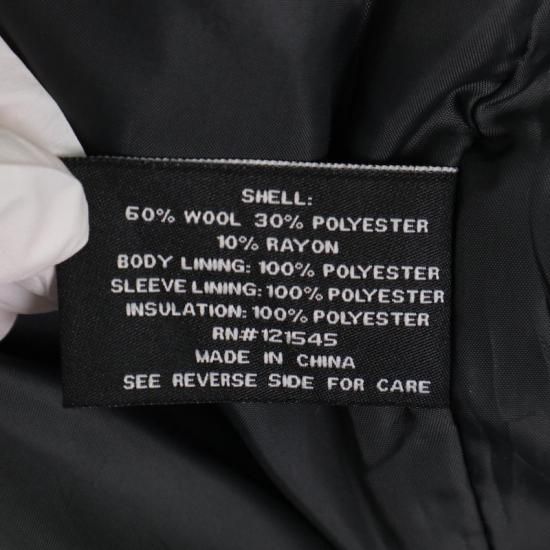 SHELL:
60% WOOL 30% POLYESTER
10% RAYON
BODY LINING: 100% POLYESTER
SLEEVE LINING: 100% POLYESTER
INSULATION: 100% POLYESTER
RN#121545
MADE IN CHINA
SEE REVERSE SIDE FOR CARE